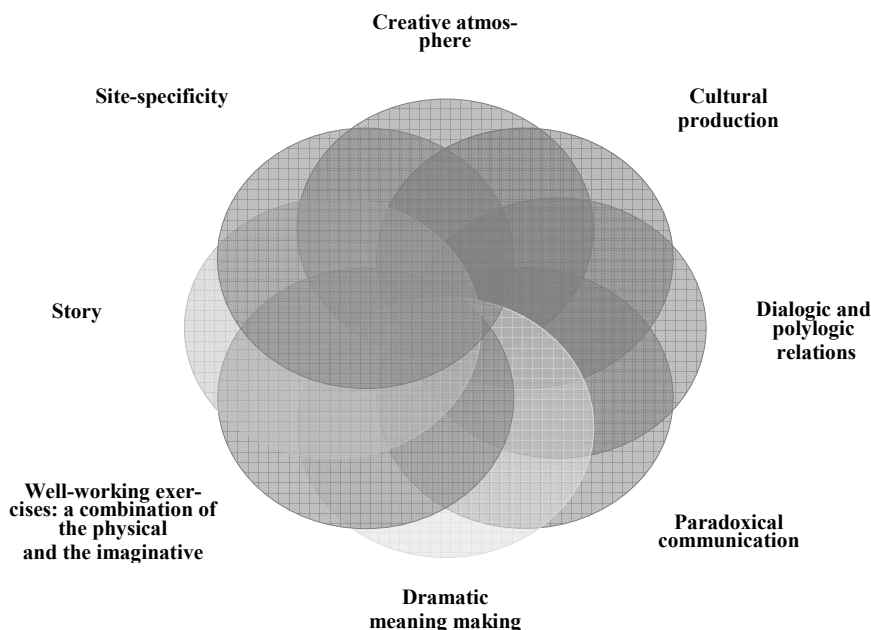 Creative atmos-
phere
Site-specificity
Cultural
production
Story
Dialogic and
polylogic
relations
Well-working exer-
cises: a combination of
the physical
and the imaginative
Paradoxical
communication
Dramatic
meaning making